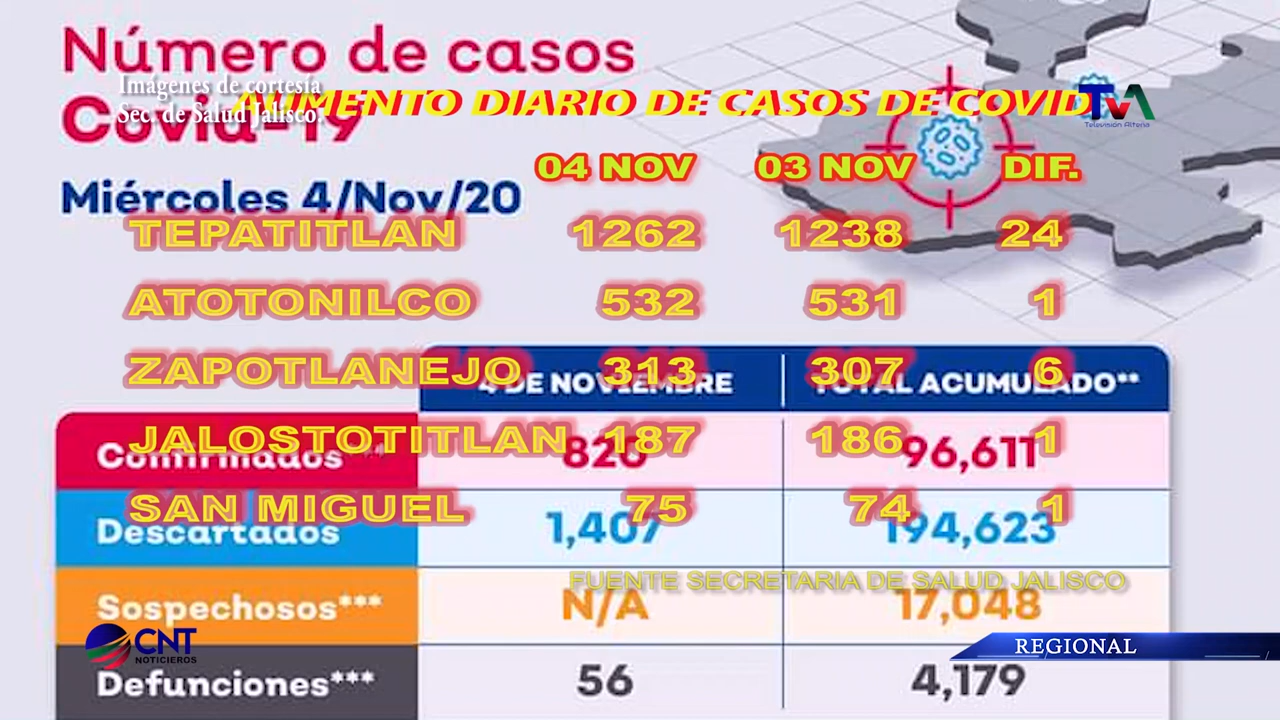 Número de casos
Imágenes de cortesía
Sec. de Salud Jalisco.
AUMENTO DIARIO DE CASOS DE COVID
TVA
Televisión Alteña
Covid-19
04 NOV 03 NOV DIF.
Miércoles 4/Nov/20
TEPATITLAN 1262 1238 24
ATOTONILCO 532 531 1
ZAPOTLANEJO 313 307 6
4 DE NOVIEMBRE TOTAL ACUMULADO**
JALOSTOTITLAN 187 186 1
Confirmados 820 96,611
SAN MIGUEL 75 74 1
Descartados 1,407 194,623
FUENTE SECRETARIA DE SALUD JALISCO
Sospechosos*** N/A 17,048
CNT
NOTICIEROS
REGIONAL
Defunciones*** 56 4,179